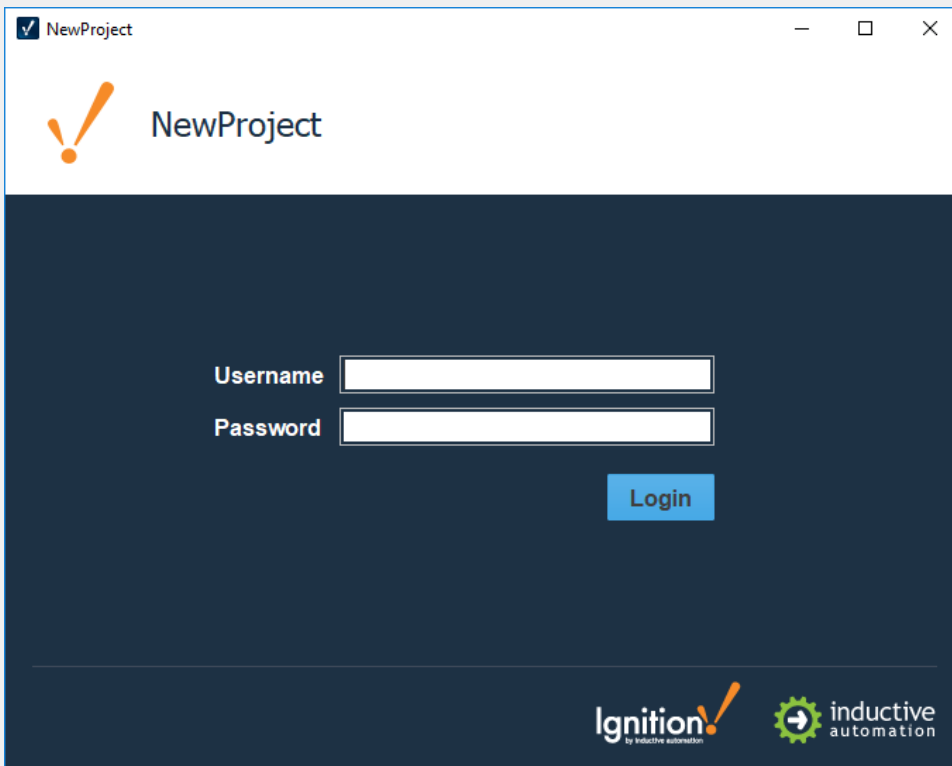 NewProject
NewProject
Username
Password
Login
Ignition!
by inductive automation
inductive
automation